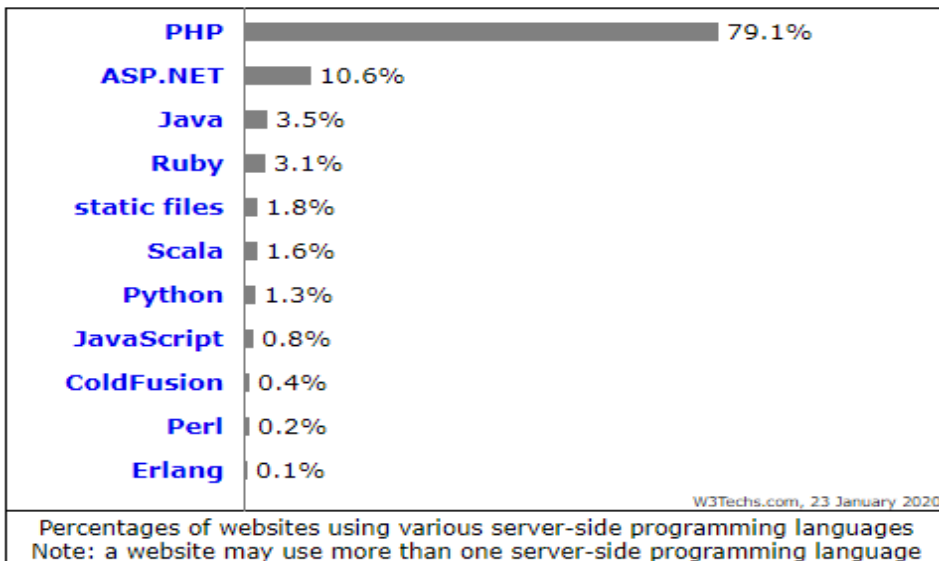 PHP 79.1%
ASP.NET 10.6%
Java 3.5%
Ruby 3.1%
static files 1.8%
Scala 1.6%
Python 1.3%
JavaScript 0.8%
ColdFusion 0.4%
Perl 0.2%
Erlang 0.1%
W3Techs.com, 23 January 2020
Percentages of websites using various server-side programming languages
Note: a website may use more than one server-side programming language